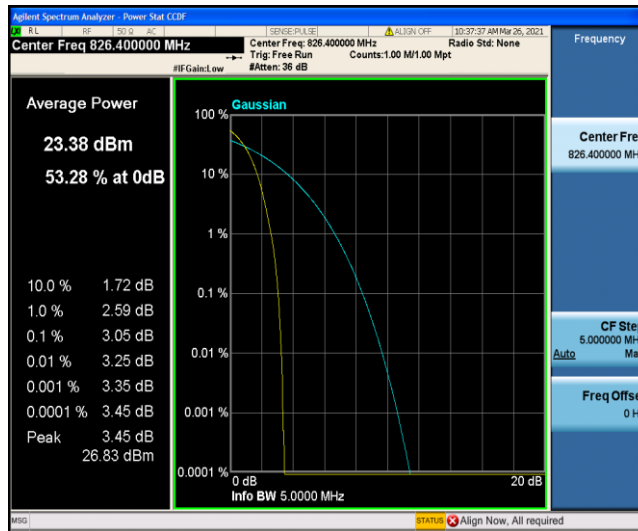 Agilent Spectrum Analyzer - Power Stat CCDF
RL RF 50 Ω AC SENSE:PULSE ALIGN OFF 10:37:37 AM Mar 26, 2021
Center Freq 826.400000 MHz
Center Freq: 826.400000 MHz Radio Std: None
Trig: Free Run Counts:1.00 M/1.00 Mpt
#IFGain:Low #Atten: 36 dB
Frequency
Average Power
23.38 dBm
53.28 % at 0dB
10.0 % 1.72 dB
1.0 % 2.59 dB
0.1 % 3.05 dB
0.01 % 3.25 dB
0.001 % 3.35 dB
0.0001 % 3.45 dB
Peak 3.45 dB
26.83 dBm
Gaussian
100 %
10 %
1 %
0.1 %
0.01 %
0.001 %
0.0001 %
0 dB 20 dB
Info BW 5.0000 MHz
Center Fre
826.400000 MH
CF Ste
5.000000 MH
Auto Ma
Freq Offse
0 H
MSG STATUS Align Now, All required